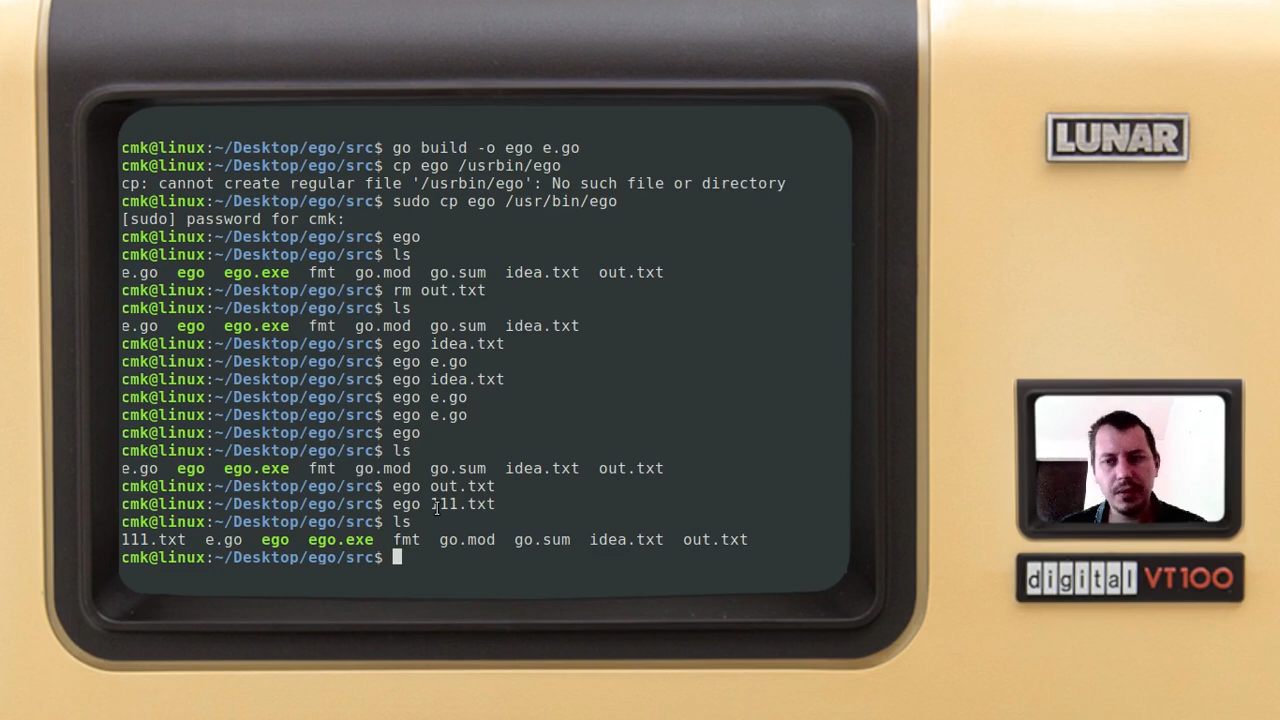 cmk@linux:~/Desktop/ego/src$ go build -o ego e.go
cmk@linux:~/Desktop/ego/src$ cp ego /usrbin/ego
cp: cannot create regular file '/usrbin/ego': No such file or directory
cmk@linux:~/Desktop/ego/src$ sudo cp ego /usr/bin/ego
[sudo] password for cmk:
cmk@linux:~/Desktop/ego/src$ ego
cmk@linux:~/Desktop/ego/src$ ls
e.go  ego  ego.exe  fmt  go.mod  go.sum  idea.txt  out.txt
cmk@linux:~/Desktop/ego/src$ rm out.txt
cmk@linux:~/Desktop/ego/src$ ls
e.go  ego  ego.exe  fmt  go.mod  go.sum  idea.txt
cmk@linux:~/Desktop/ego/src$ ego idea.txt
cmk@linux:~/Desktop/ego/src$ ego e.go
cmk@linux:~/Desktop/ego/src$ ego idea.txt
cmk@linux:~/Desktop/ego/src$ ego e.go
cmk@linux:~/Desktop/ego/src$ ego e.go
cmk@linux:~/Desktop/ego/src$ ego
cmk@linux:~/Desktop/ego/src$ ls
e.go  ego  ego.exe  fmt  go.mod  go.sum  idea.txt  out.txt
cmk@linux:~/Desktop/ego/src$ ego out.txt
cmk@linux:~/Desktop/ego/src$ ego 111.txt
cmk@linux:~/Desktop/ego/src$ ls
111.txt  e.go  ego  ego.exe  fmt  go.mod  go.sum  idea.txt  out.txt
cmk@linux:~/Desktop/ego/src$
LUNAR
digital VT100